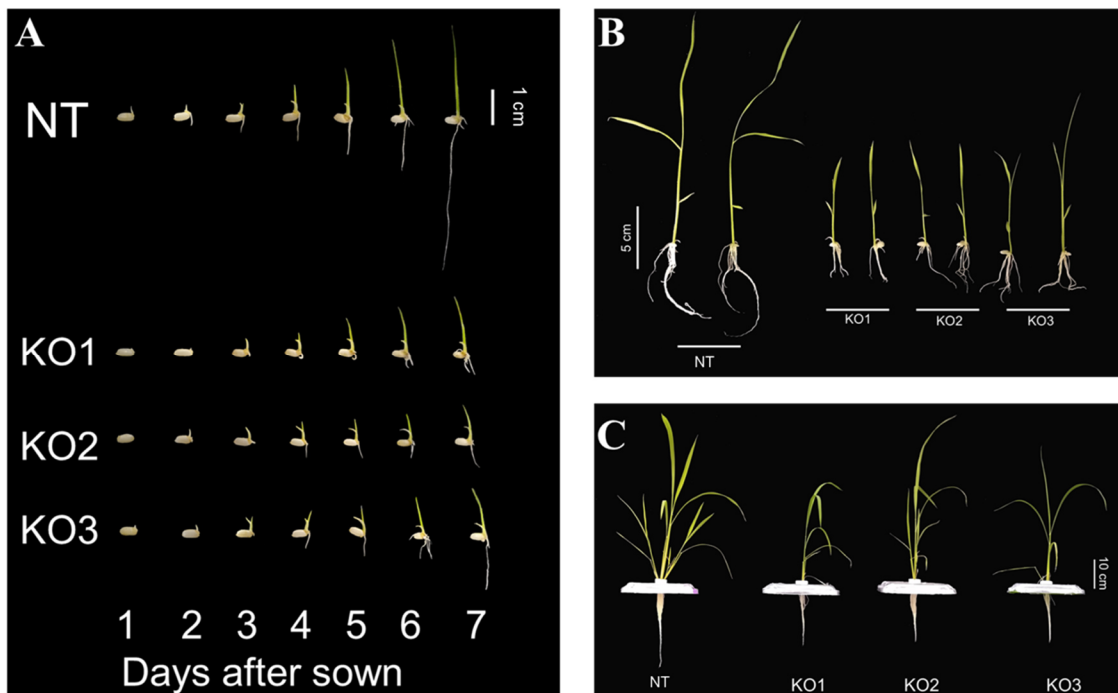 A
NT
1 cm
KO1
KO2
KO3
1 2 3 4 5 6 7
Days after sown
B
5 cm
KO1 KO2 KO3
NT
C
10 cm
NT KO1 KO2 KO3